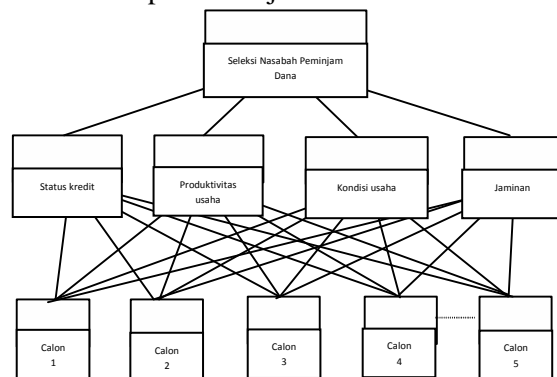 Seleksi Nasabah Peminjam
Dana
Status kredit
Produktivitas
usaha
Kondisi usaha
Jaminan
Calon
1
Calon
2
Calon
3
Calon
4
Calon
5